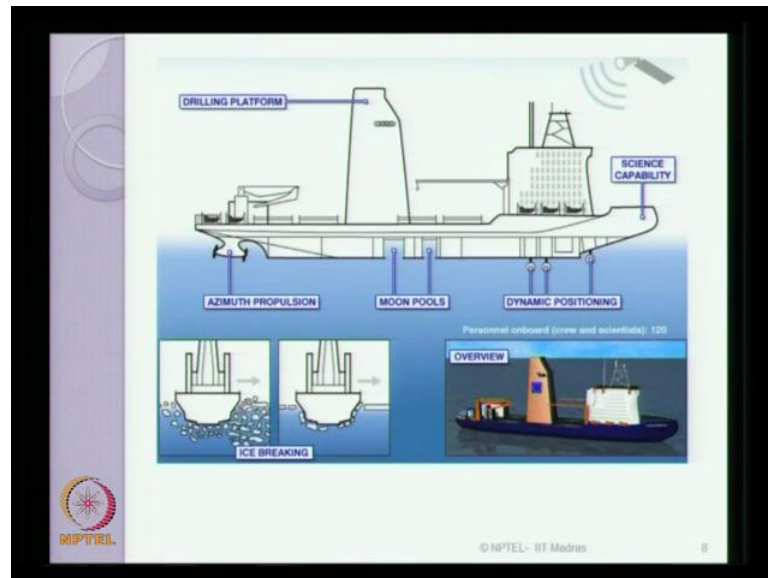 DRILLING PLATFORM
SCIENCE
CAPABILITY
AZIMUTH PROPULSION
MOON POOLS
DYNAMIC POSITIONING
Personnel onboard (crew and scientists): 120
OVERVIEW
ICE BREAKING
NPTEL
© NPTEL- IIT Madras
8